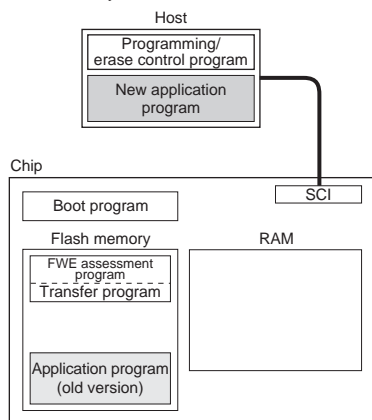 Host
Programming/
erase control program
New application
program
Chip
SCI
Boot program
Flash memory
RAM
FWE assessment
program
Transfer program
Application program
(old version)